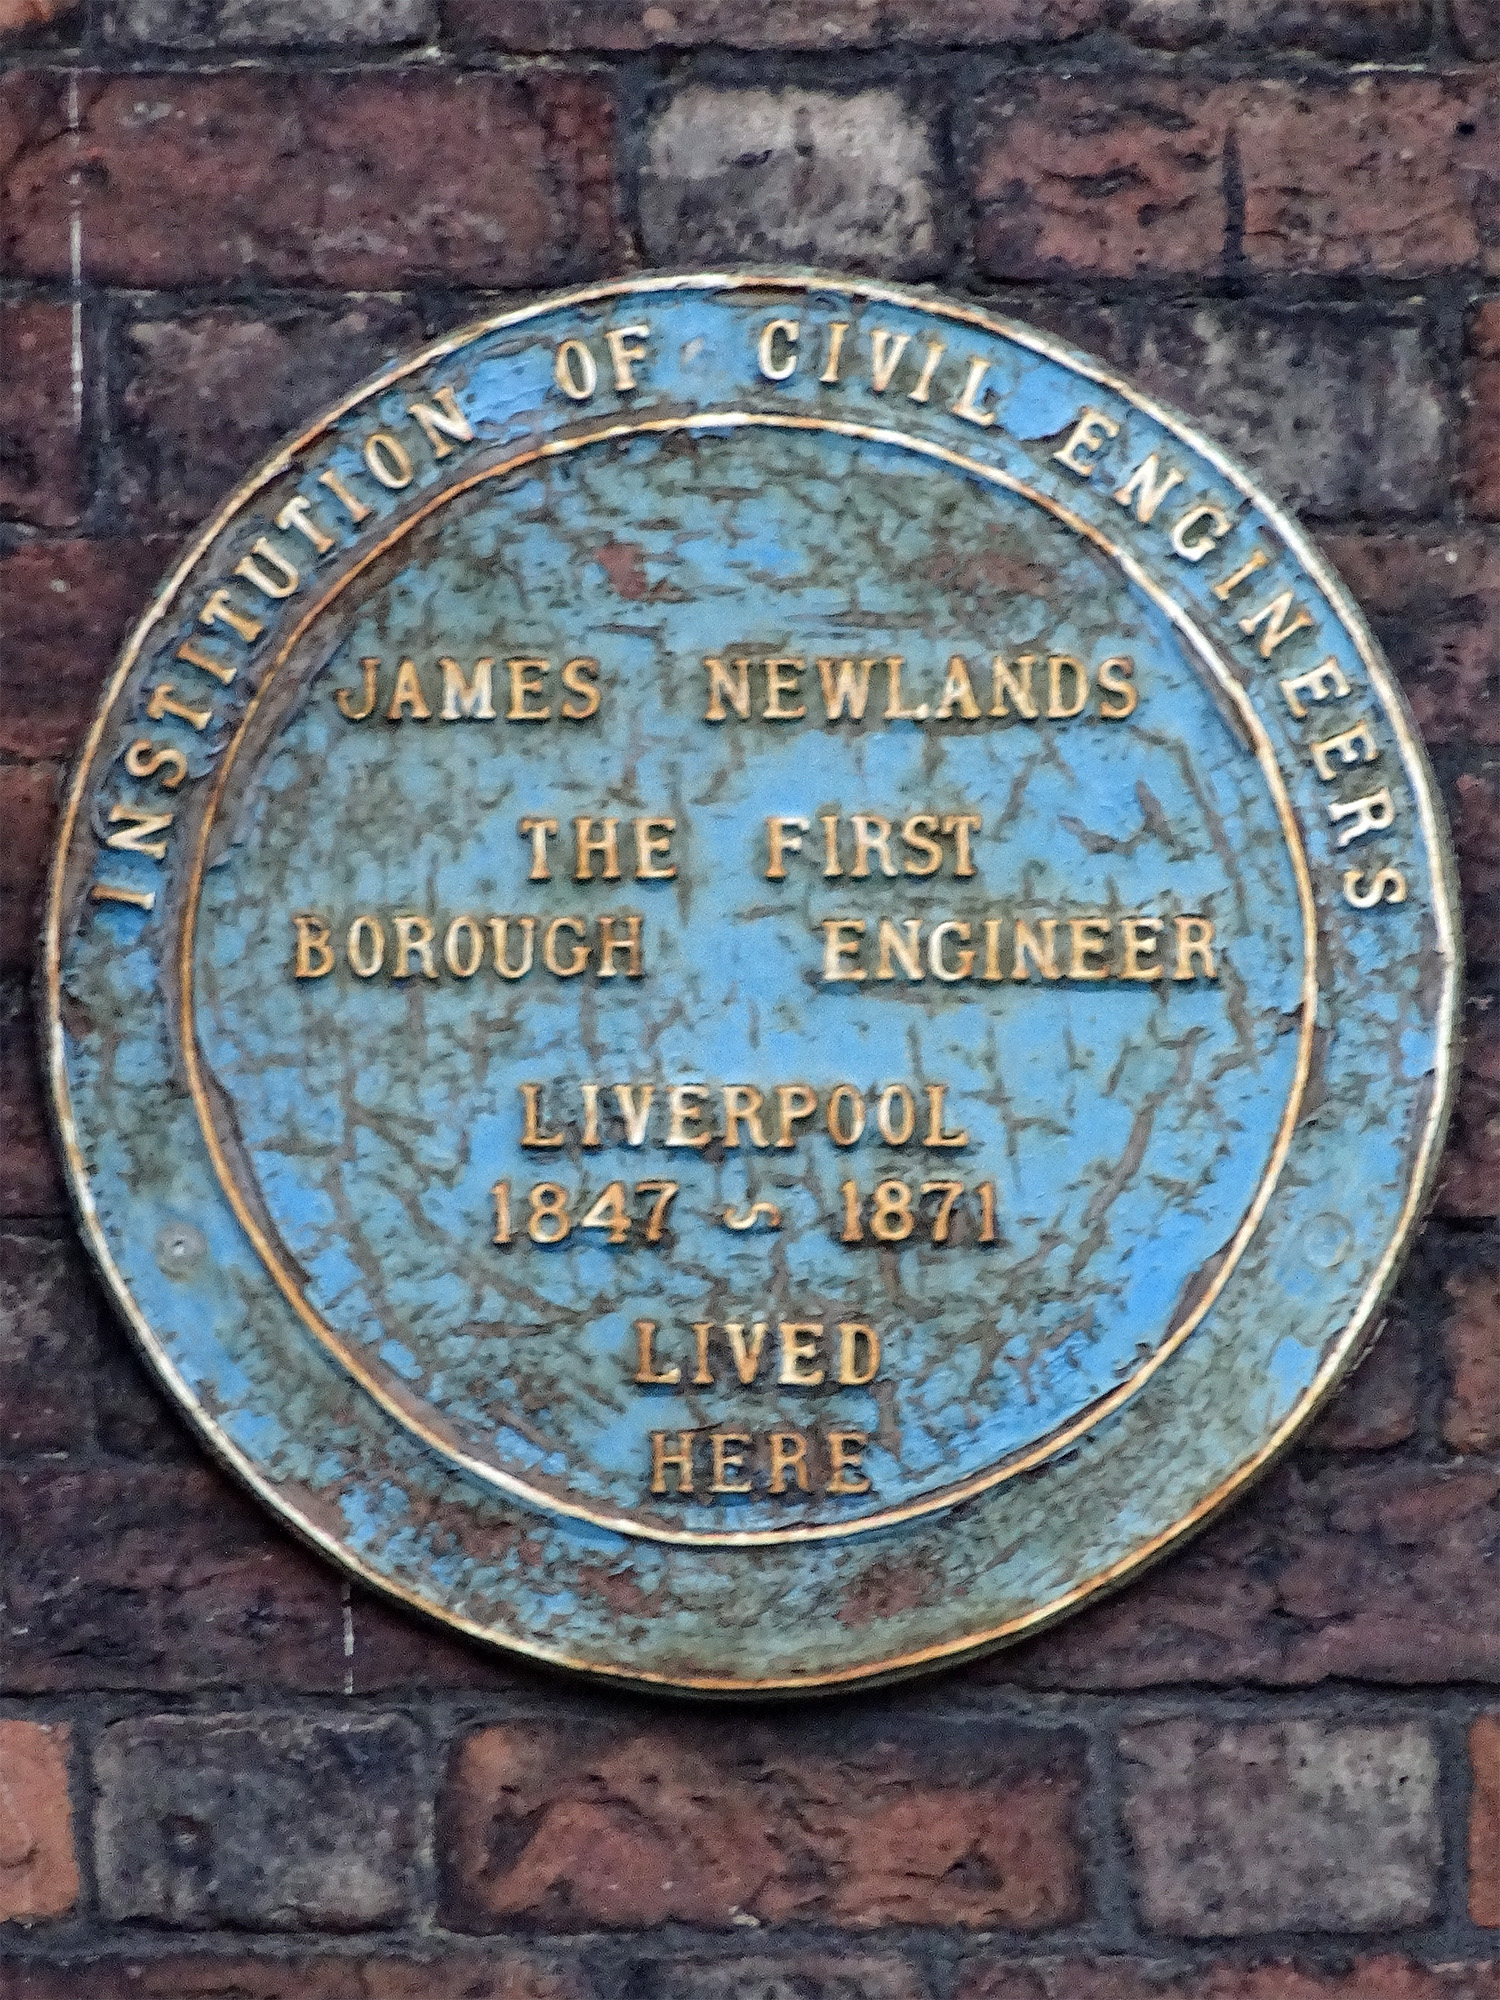 INSTITUTION OF CIVIL ENGINEERS
JAMES NEWLANDS
THE FIRST
BOROUGH ENGINEER
LIVERPOOL
1847 ~ 1871
LIVED
HERE